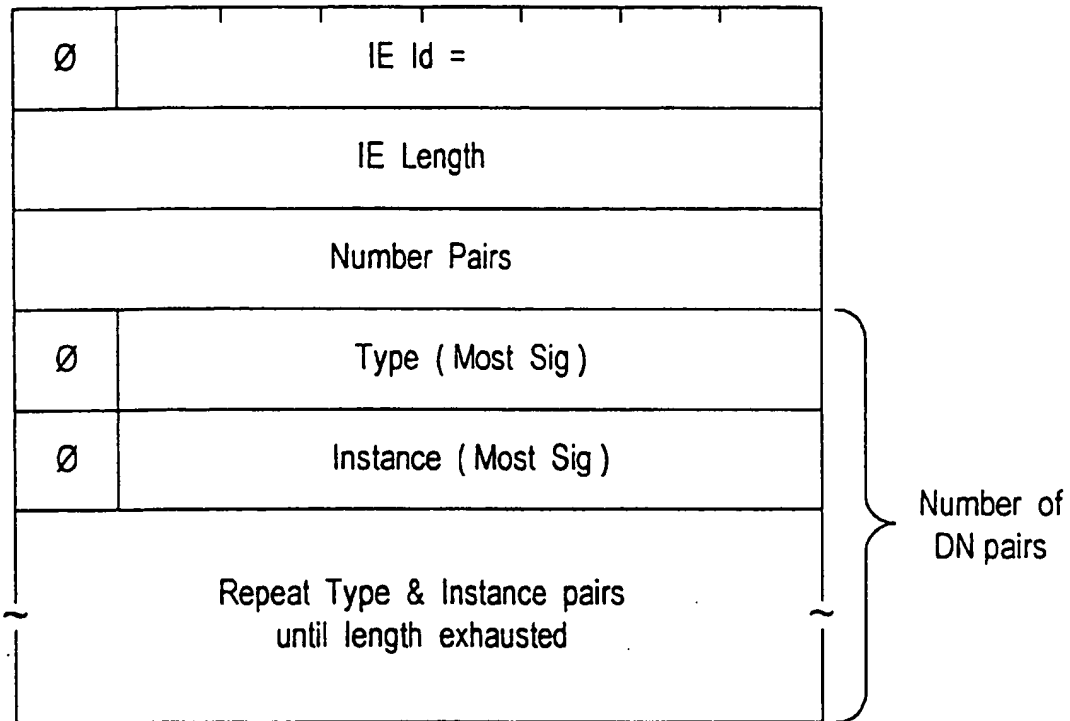 Ø IE Id =
IE Length
Number Pairs
Ø Type ( Most Sig )
Ø Instance ( Most Sig )
Number of
DN pairs
Repeat Type & Instance pairs
until length exhausted